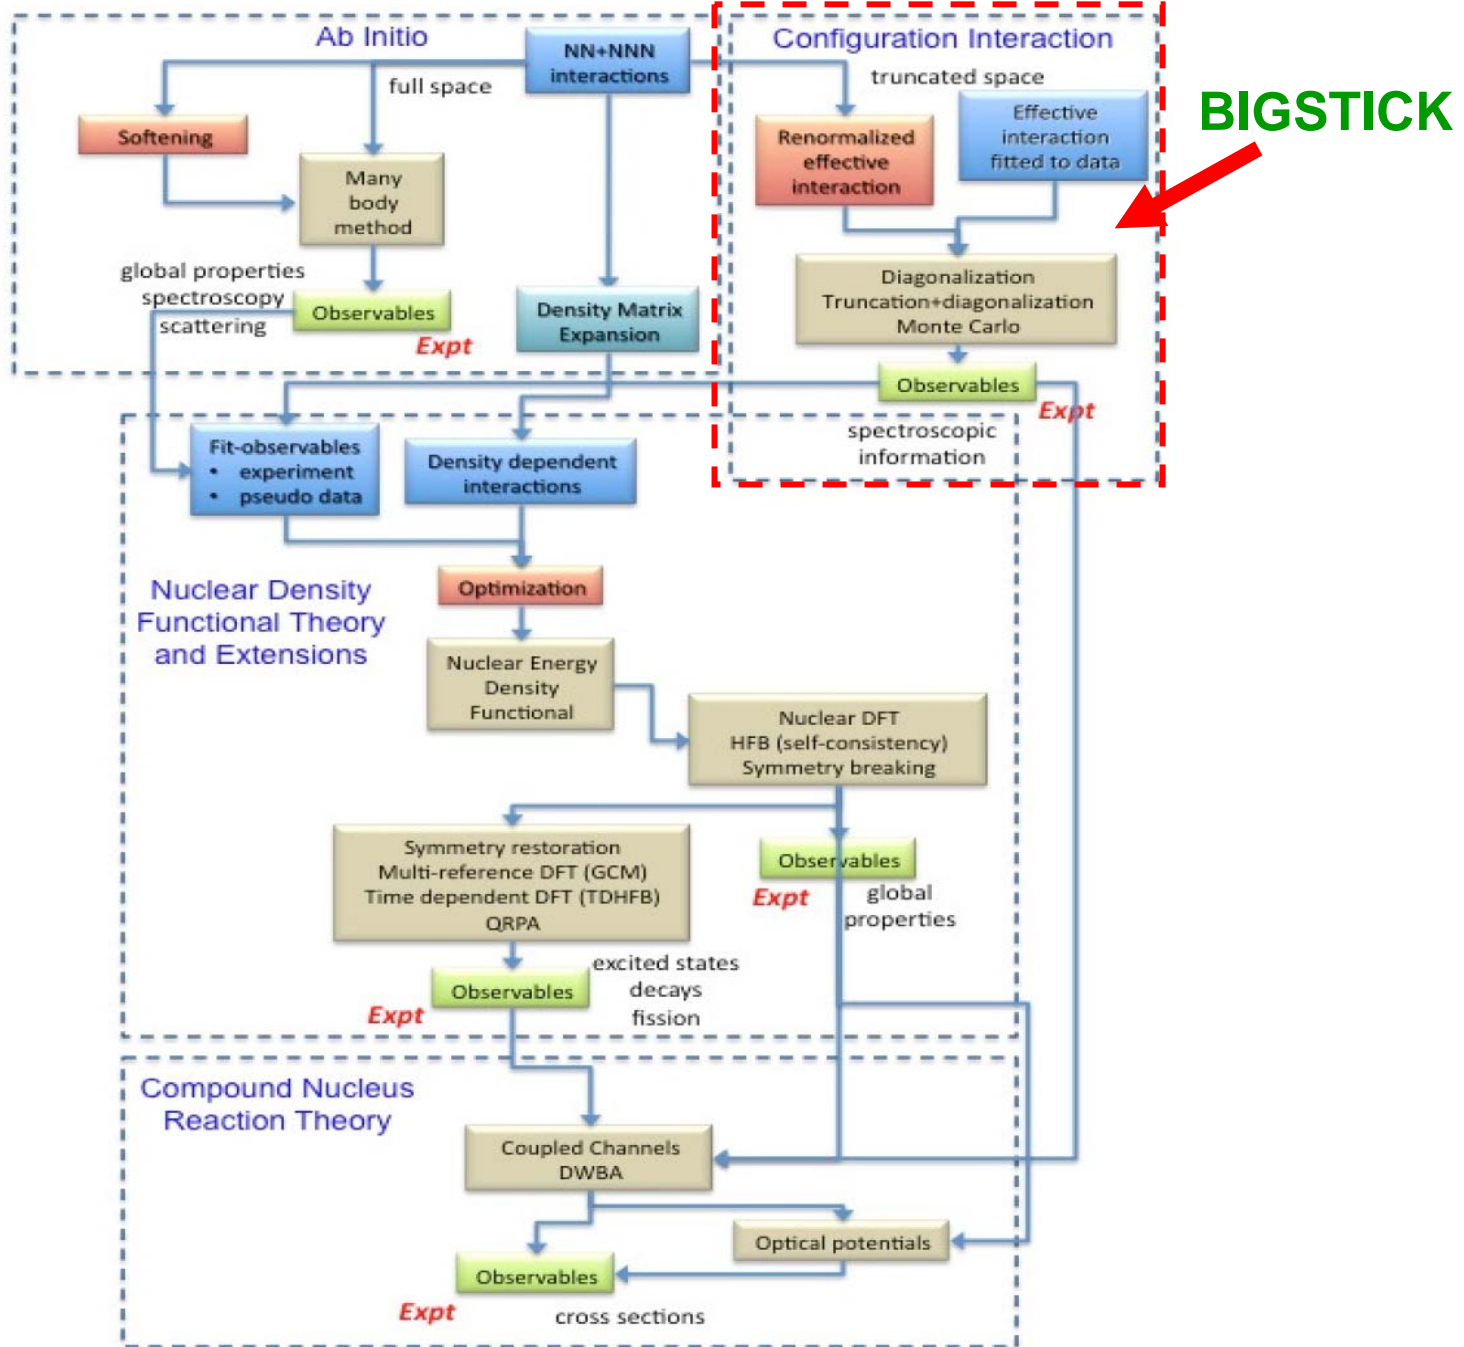 Ab Initio
NN+NNN
interactions
full space
Softening
Many
body
method
global properties
spectroscopy
scattering
Observables
Expt
Density Matrix
Expansion
Configuration Interaction
truncated space
Renormalized
effective
interaction
Effective
interaction
fitted to data
BIGSTICK
Diagonalization
Truncation+diagonalization
Monte Carlo
Observables
Expt
spectroscopic
information
Fit-observables
• experiment
• pseudo data
Density dependent
interactions
Optimization
Nuclear Density
Functional Theory
and Extensions
Nuclear Energy
Density
Functional
Nuclear DFT
HFB (self-consistency)
Symmetry breaking
Symmetry restoration
Multi-reference DFT (GCM)
Time dependent DFT (TDHFB)
QRPA
Observables
Expt
global
properties
Observables
Expt
excited states
decays
fission
Compound Nucleus
Reaction Theory
Coupled Channels
DWBA
Optical potentials
Observables
Expt
cross sections